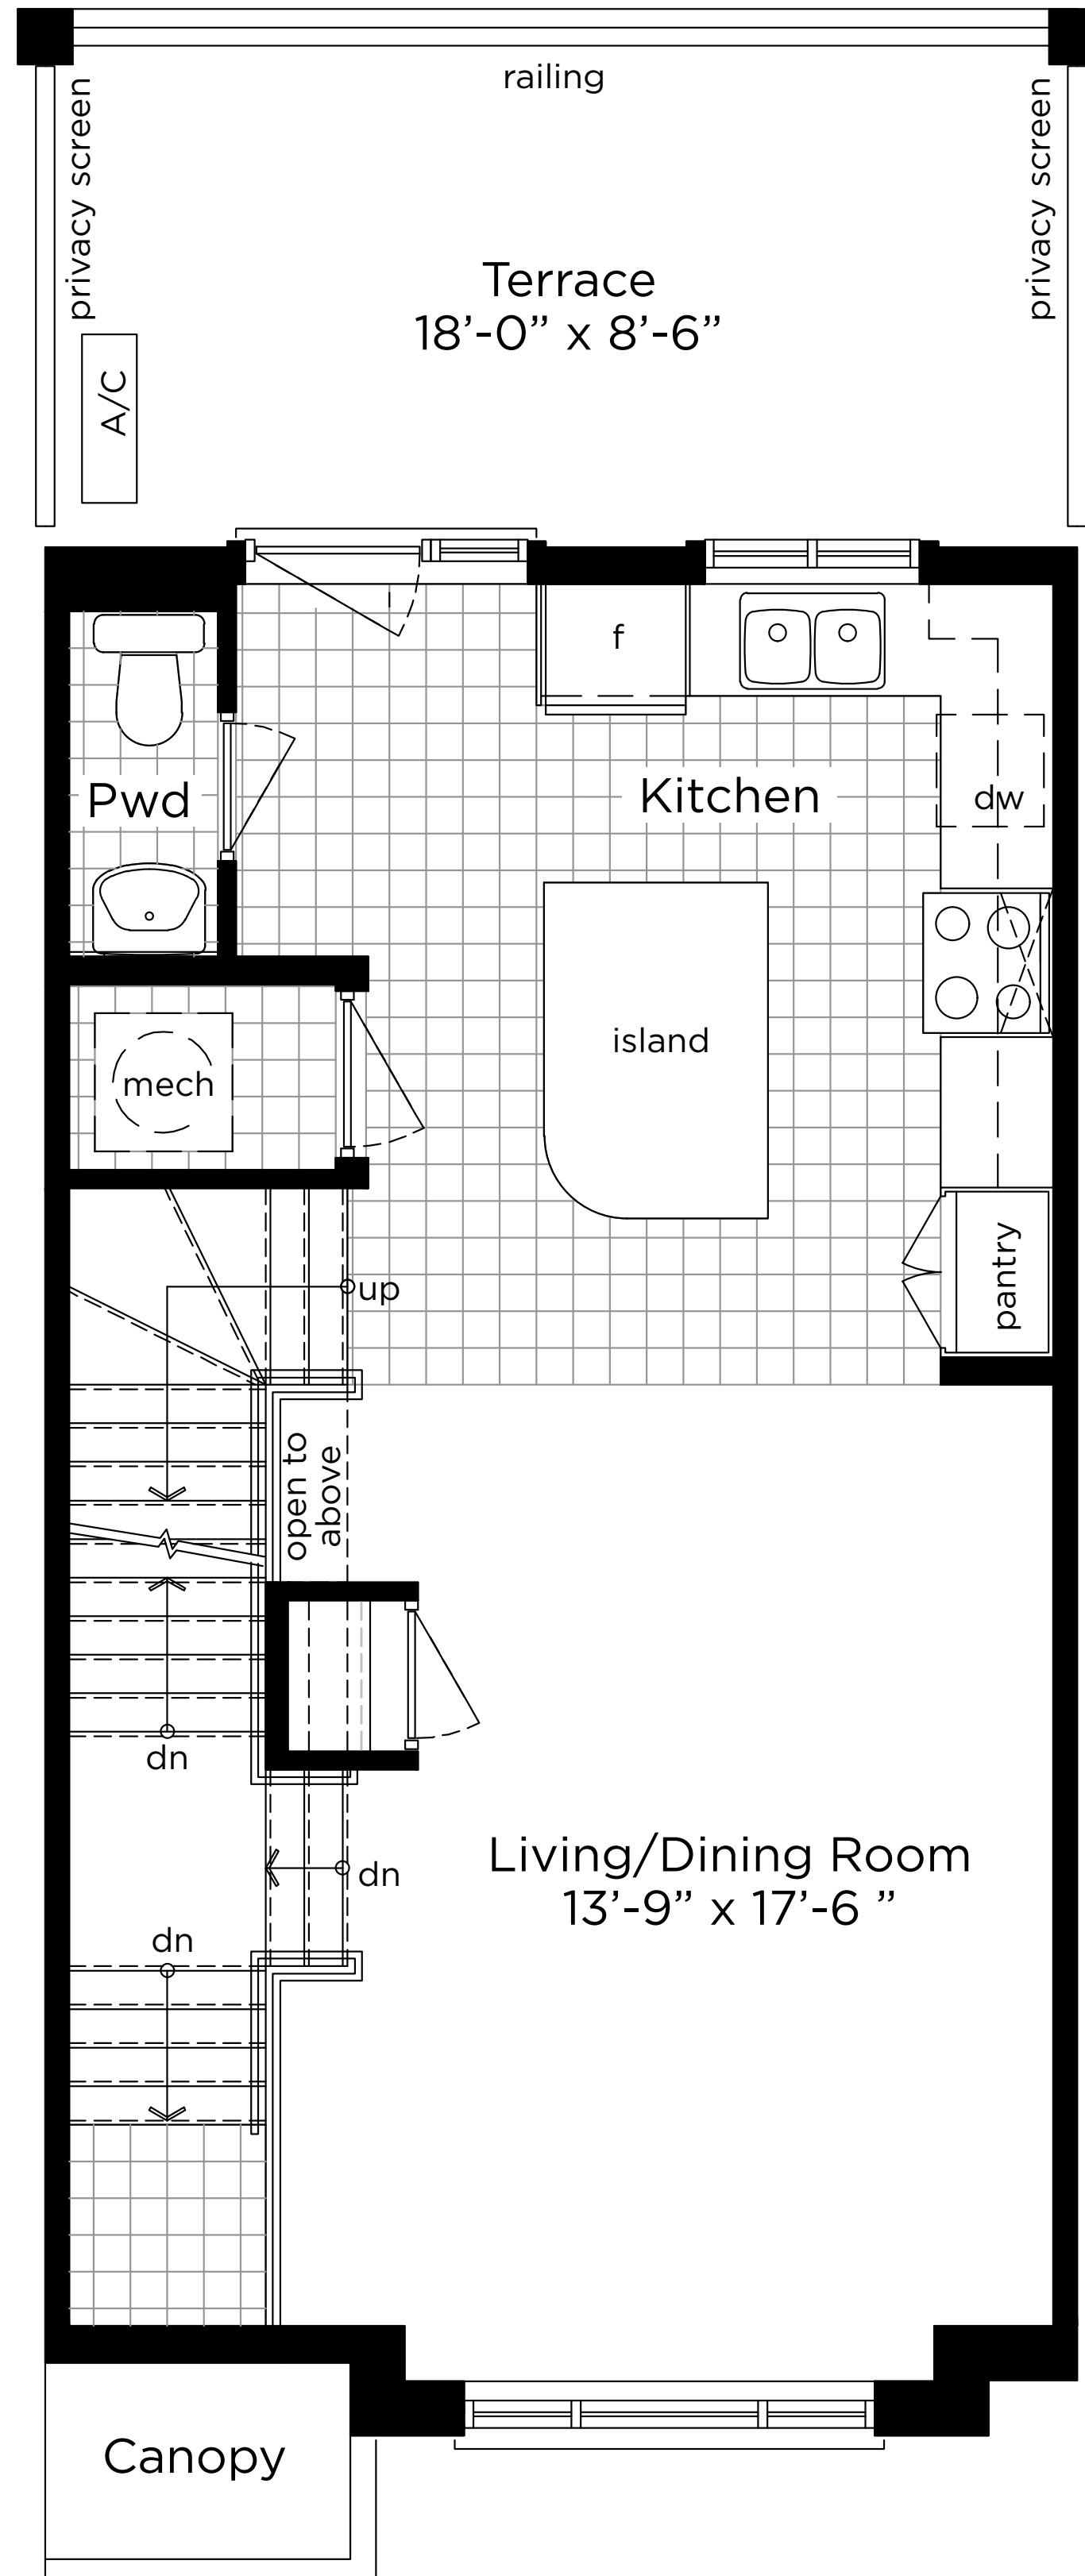 railing
privacy screen
privacy screen
Terrace
18’-0” x 8’-6”
A/C
f
Pwd
Kitchen
dw
island
mech
up
pantry
open to
above
dn
Living/Dining Room
13’-9” x 17’-6 ”
dn
dn
Canopy